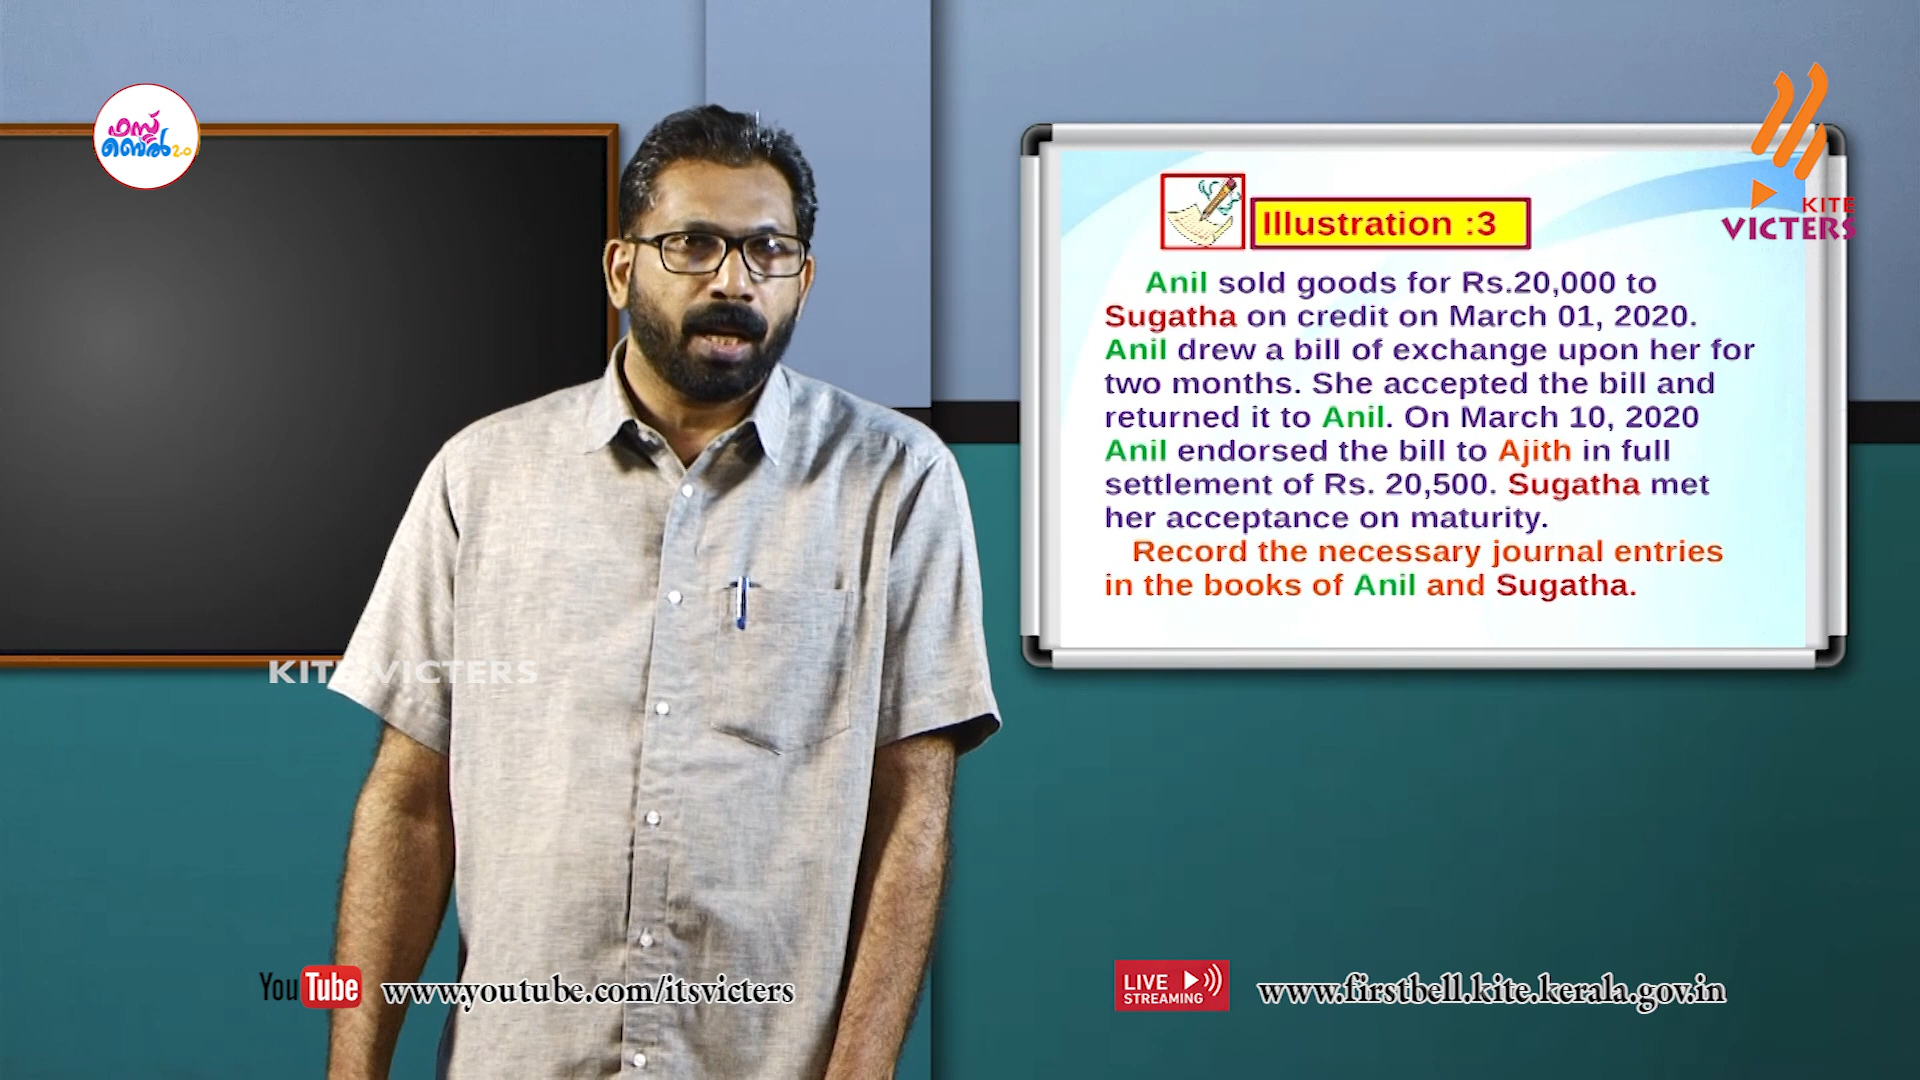 ഫസ്റ്റ്
ബെൽ 2.0
KITE
VICTERS
Illustration :3
Anil sold goods for Rs.20,000 to
Sugatha on credit on March 01, 2020.
Anil drew a bill of exchange upon her for
two months. She accepted the bill and
returned it to Anil. On March 10, 2020
Anil endorsed the bill to Ajith in full
settlement of Rs. 20,500. Sugatha met
her acceptance on maturity.
Record the necessary journal entries
in the books of Anil and Sugatha.
KITE VICTERS
YouTube www.youtube.com/itsvicters
LIVE
STREAMING
www.firstbell.kite.kerala.gov.in